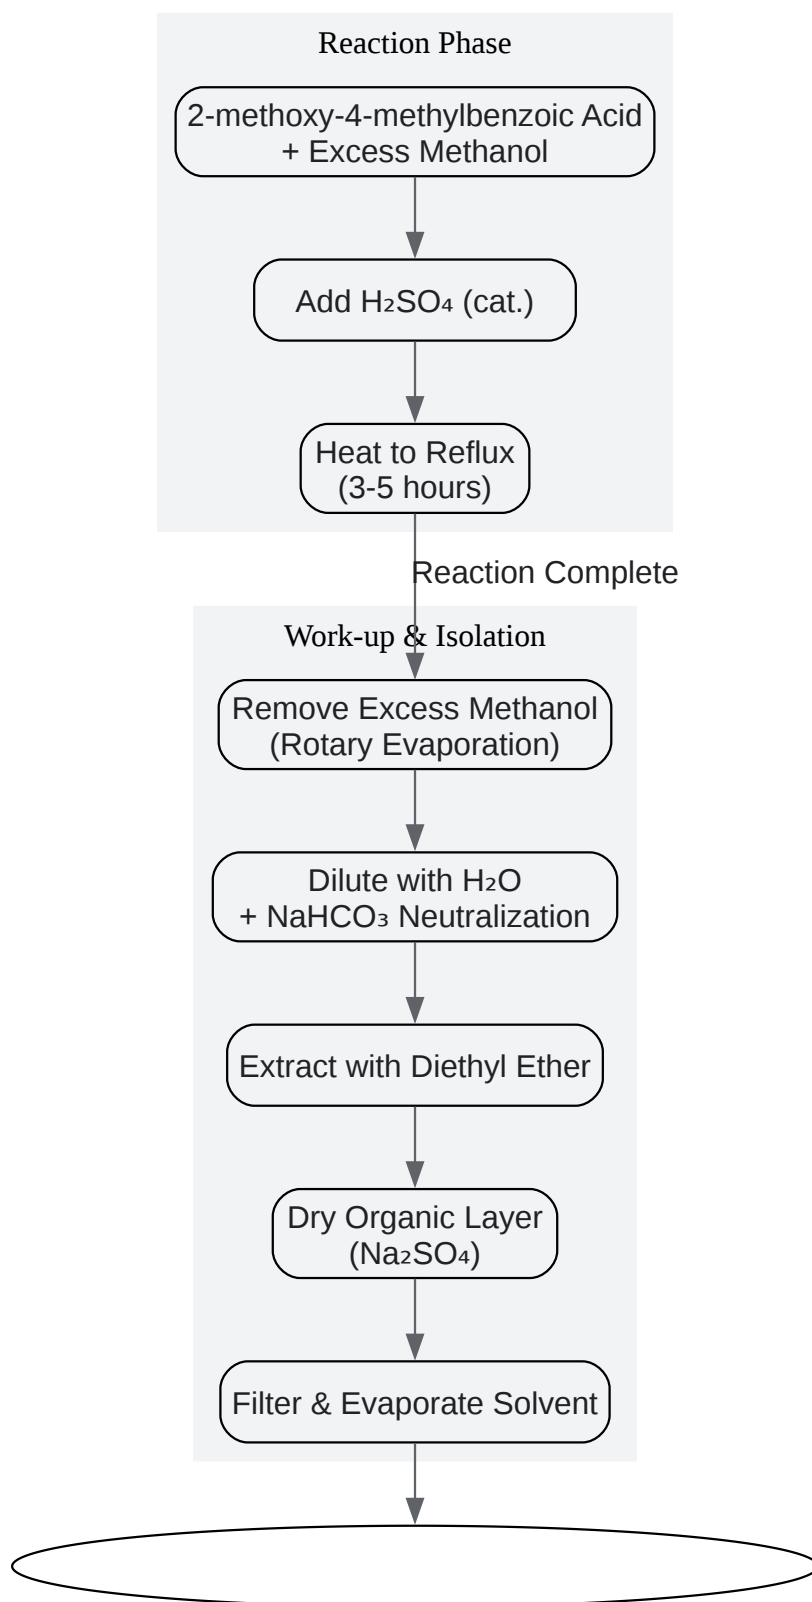 Reaction Phase
2-methoxy-4-methylbenzoic Acid
+ Excess Methanol
Add H₂SO₄ (cat.)
Heat to Reflux
(3-5 hours)
Reaction Complete
Work-up & Isolation
Remove Excess Methanol
(Rotary Evaporation)
Dilute with H₂O
+ NaHCO₃ Neutralization
Extract with Diethyl Ether
Dry Organic Layer
(Na₂SO₄)
Filter & Evaporate Solvent